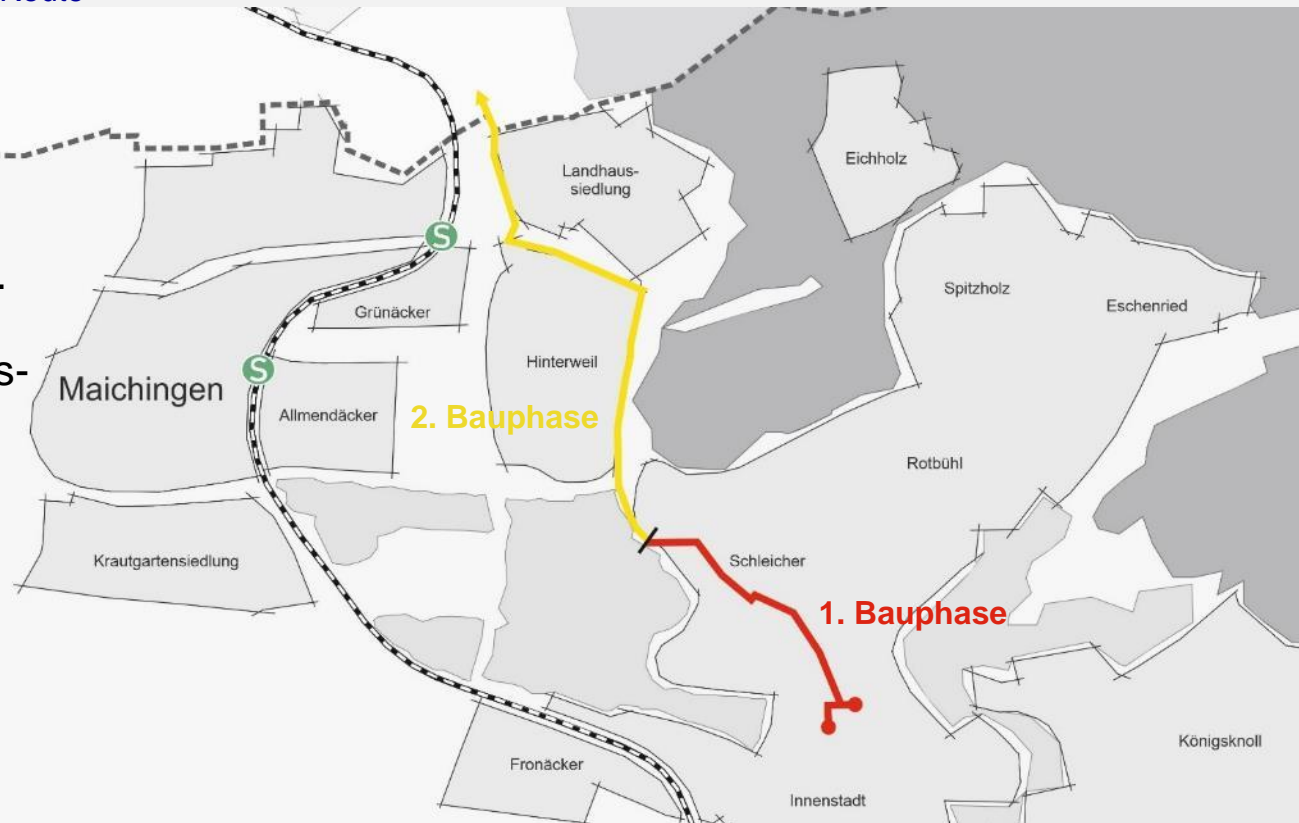 Route
Landhaus-
siedlung
Eichholz
S
Spitzholz
Eschenried
Grünäcker
s-
Hinterweil
S
Maichingen
Allmendäcker
2. Bauphase
Rotbühl
Krautgartensiedlung
Schleicher
1. Bauphase
Königsknoll
Fronäcker
Innenstadt